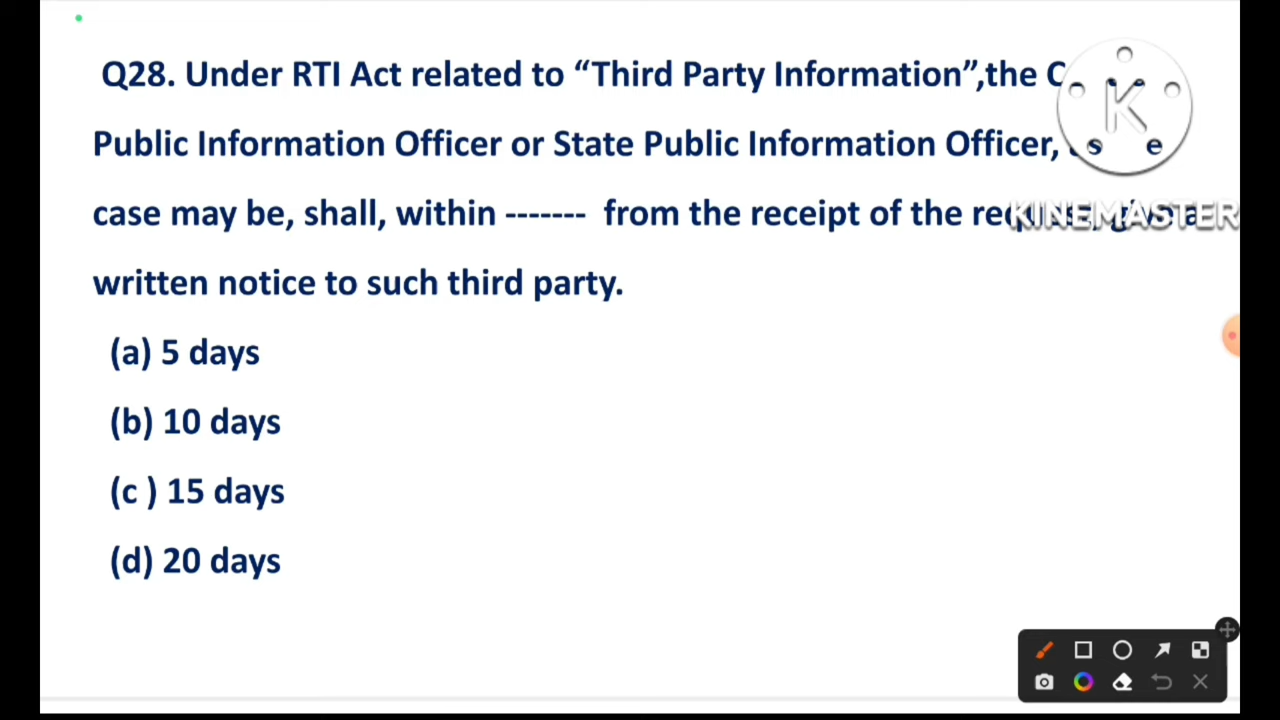 Q28. Under RTI Act related to “Third Party Information”,the
Public Information Officer or State Public Information Officer,
case may be, shall, within ------- from the receipt of the
written notice to such third party.
(a) 5 days
(b) 10 days
(c ) 15 days
(d) 20 days
K
KINEMASTER